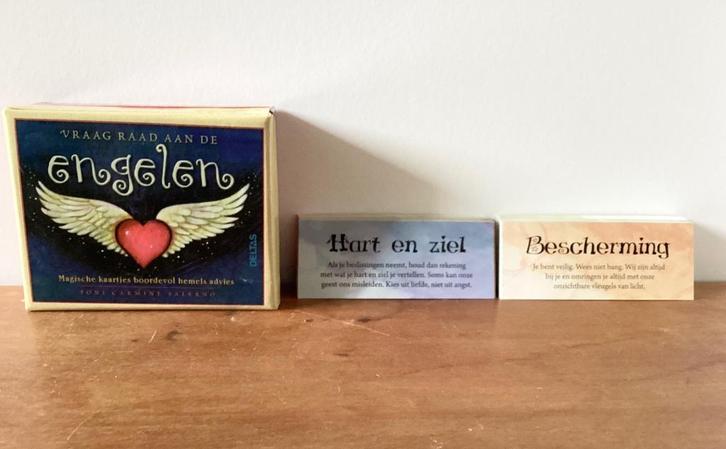 VRAAG RAAD AAN DE
engelen
DELTAS
Magische kaartjes boordevol hemels advies
TONI CARMINE SALERNO
Hart en ziel
Als je beslissingen neemt, houd dan rekening
met wat je hart en ziel je vertellen. Soms kan onze
geest ons misleiden. Kies uit liefde, niet uit angst.
Bescherming
Je bent veilig. Wees niet bang. Wij zijn altijd
bij je en omringen je altijd met onze
onzichtbare vleugels van licht.